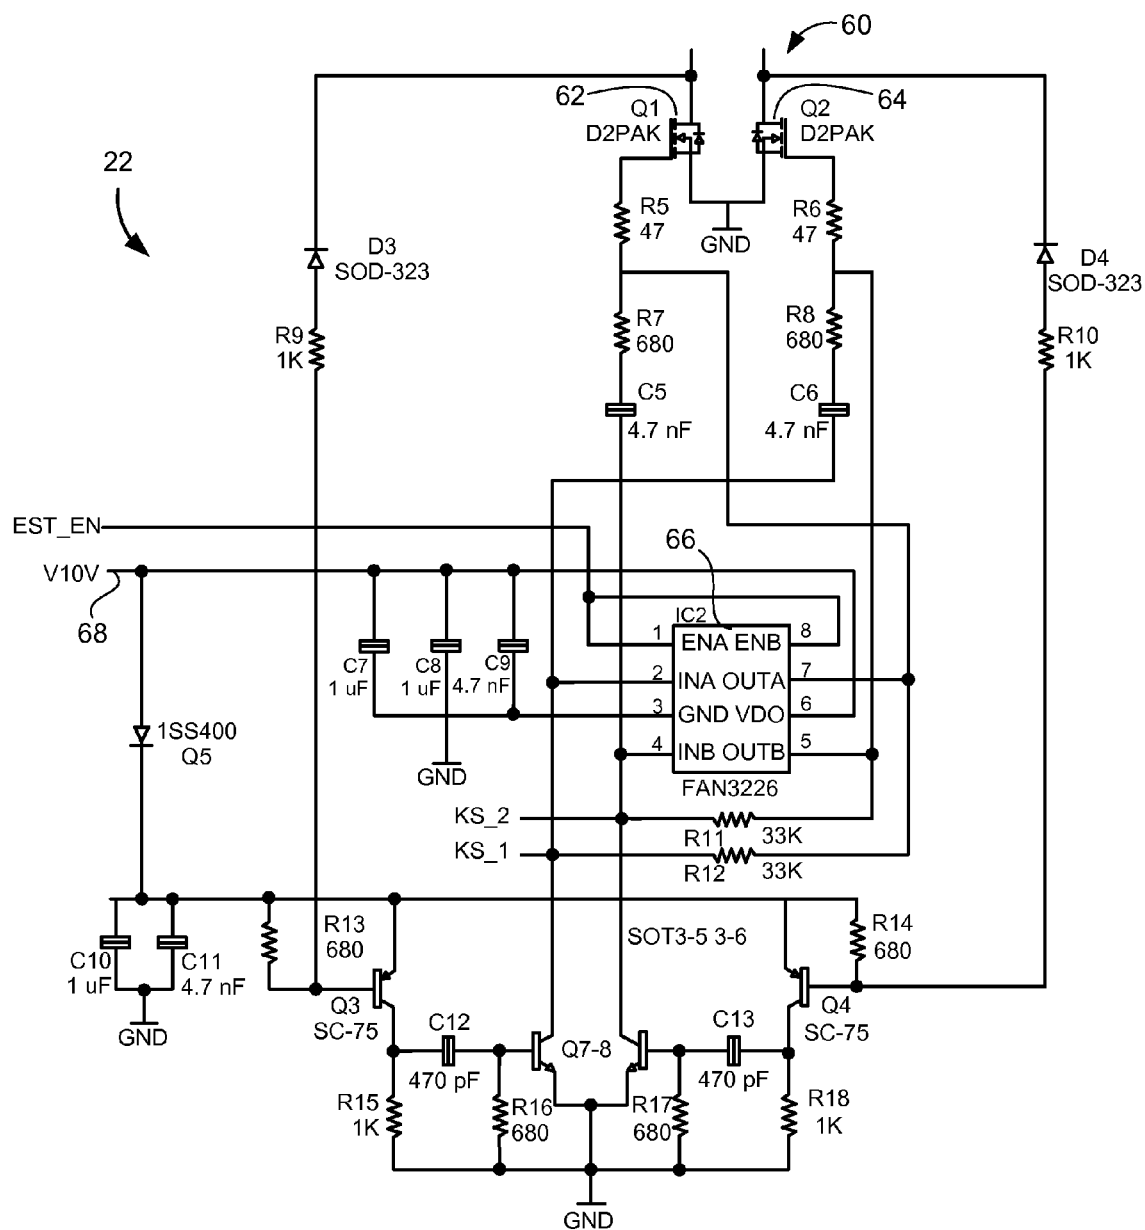 60
62
Q1
D2PAK
Q2
D2PAK
64
22
R5
47
R6
47
GND
D3
SOD-323
D4
SOD-323
R9
1K
R7
680
R8
680
R10
1K
C5
4.7 nF
C6
4.7 nF
EST_EN
V10V
68
66
IC2
1
ENA ENB
8
C7
1 uF
C8
1 uF
C9
4.7 nF
2
INA OUTA
7
3
GND VDO
6
4
INB OUTB
5
1SS400
Q5
GND
FAN3226
KS_2
R11
33K
KS_1
R12
33K
R13
680
SOT3-5 3-6
R14
680
C10
1 uF
C11
4.7 nF
GND
Q3
SC-75
Q4
SC-75
C12
470 pF
Q7-8
C13
470 pF
R15
1K
R16
680
R17
680
R18
1K
GND